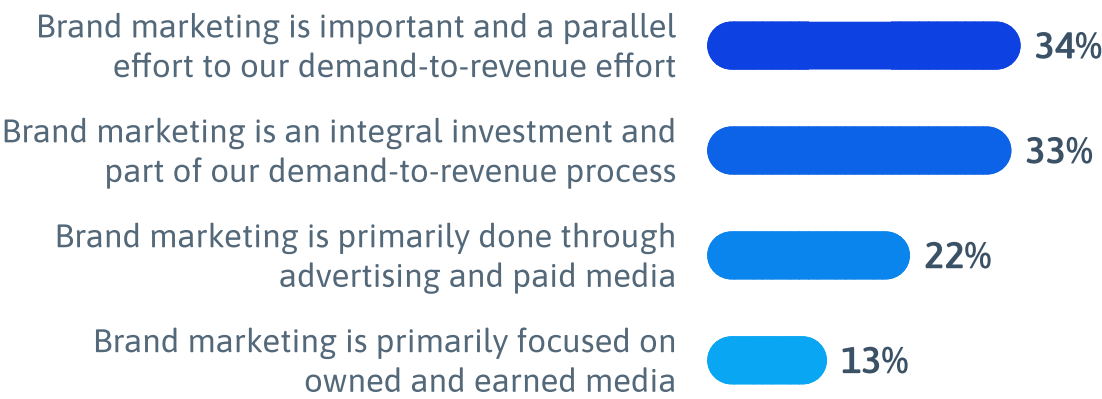 Brand marketing is important and a parallel
effort to our demand-to-revenue effort
34%
Brand marketing is an integral investment and
part of our demand-to-revenue process
33%
Brand marketing is primarily done through
advertising and paid media
22%
Brand marketing is primarily focused on
owned and earned media
13%